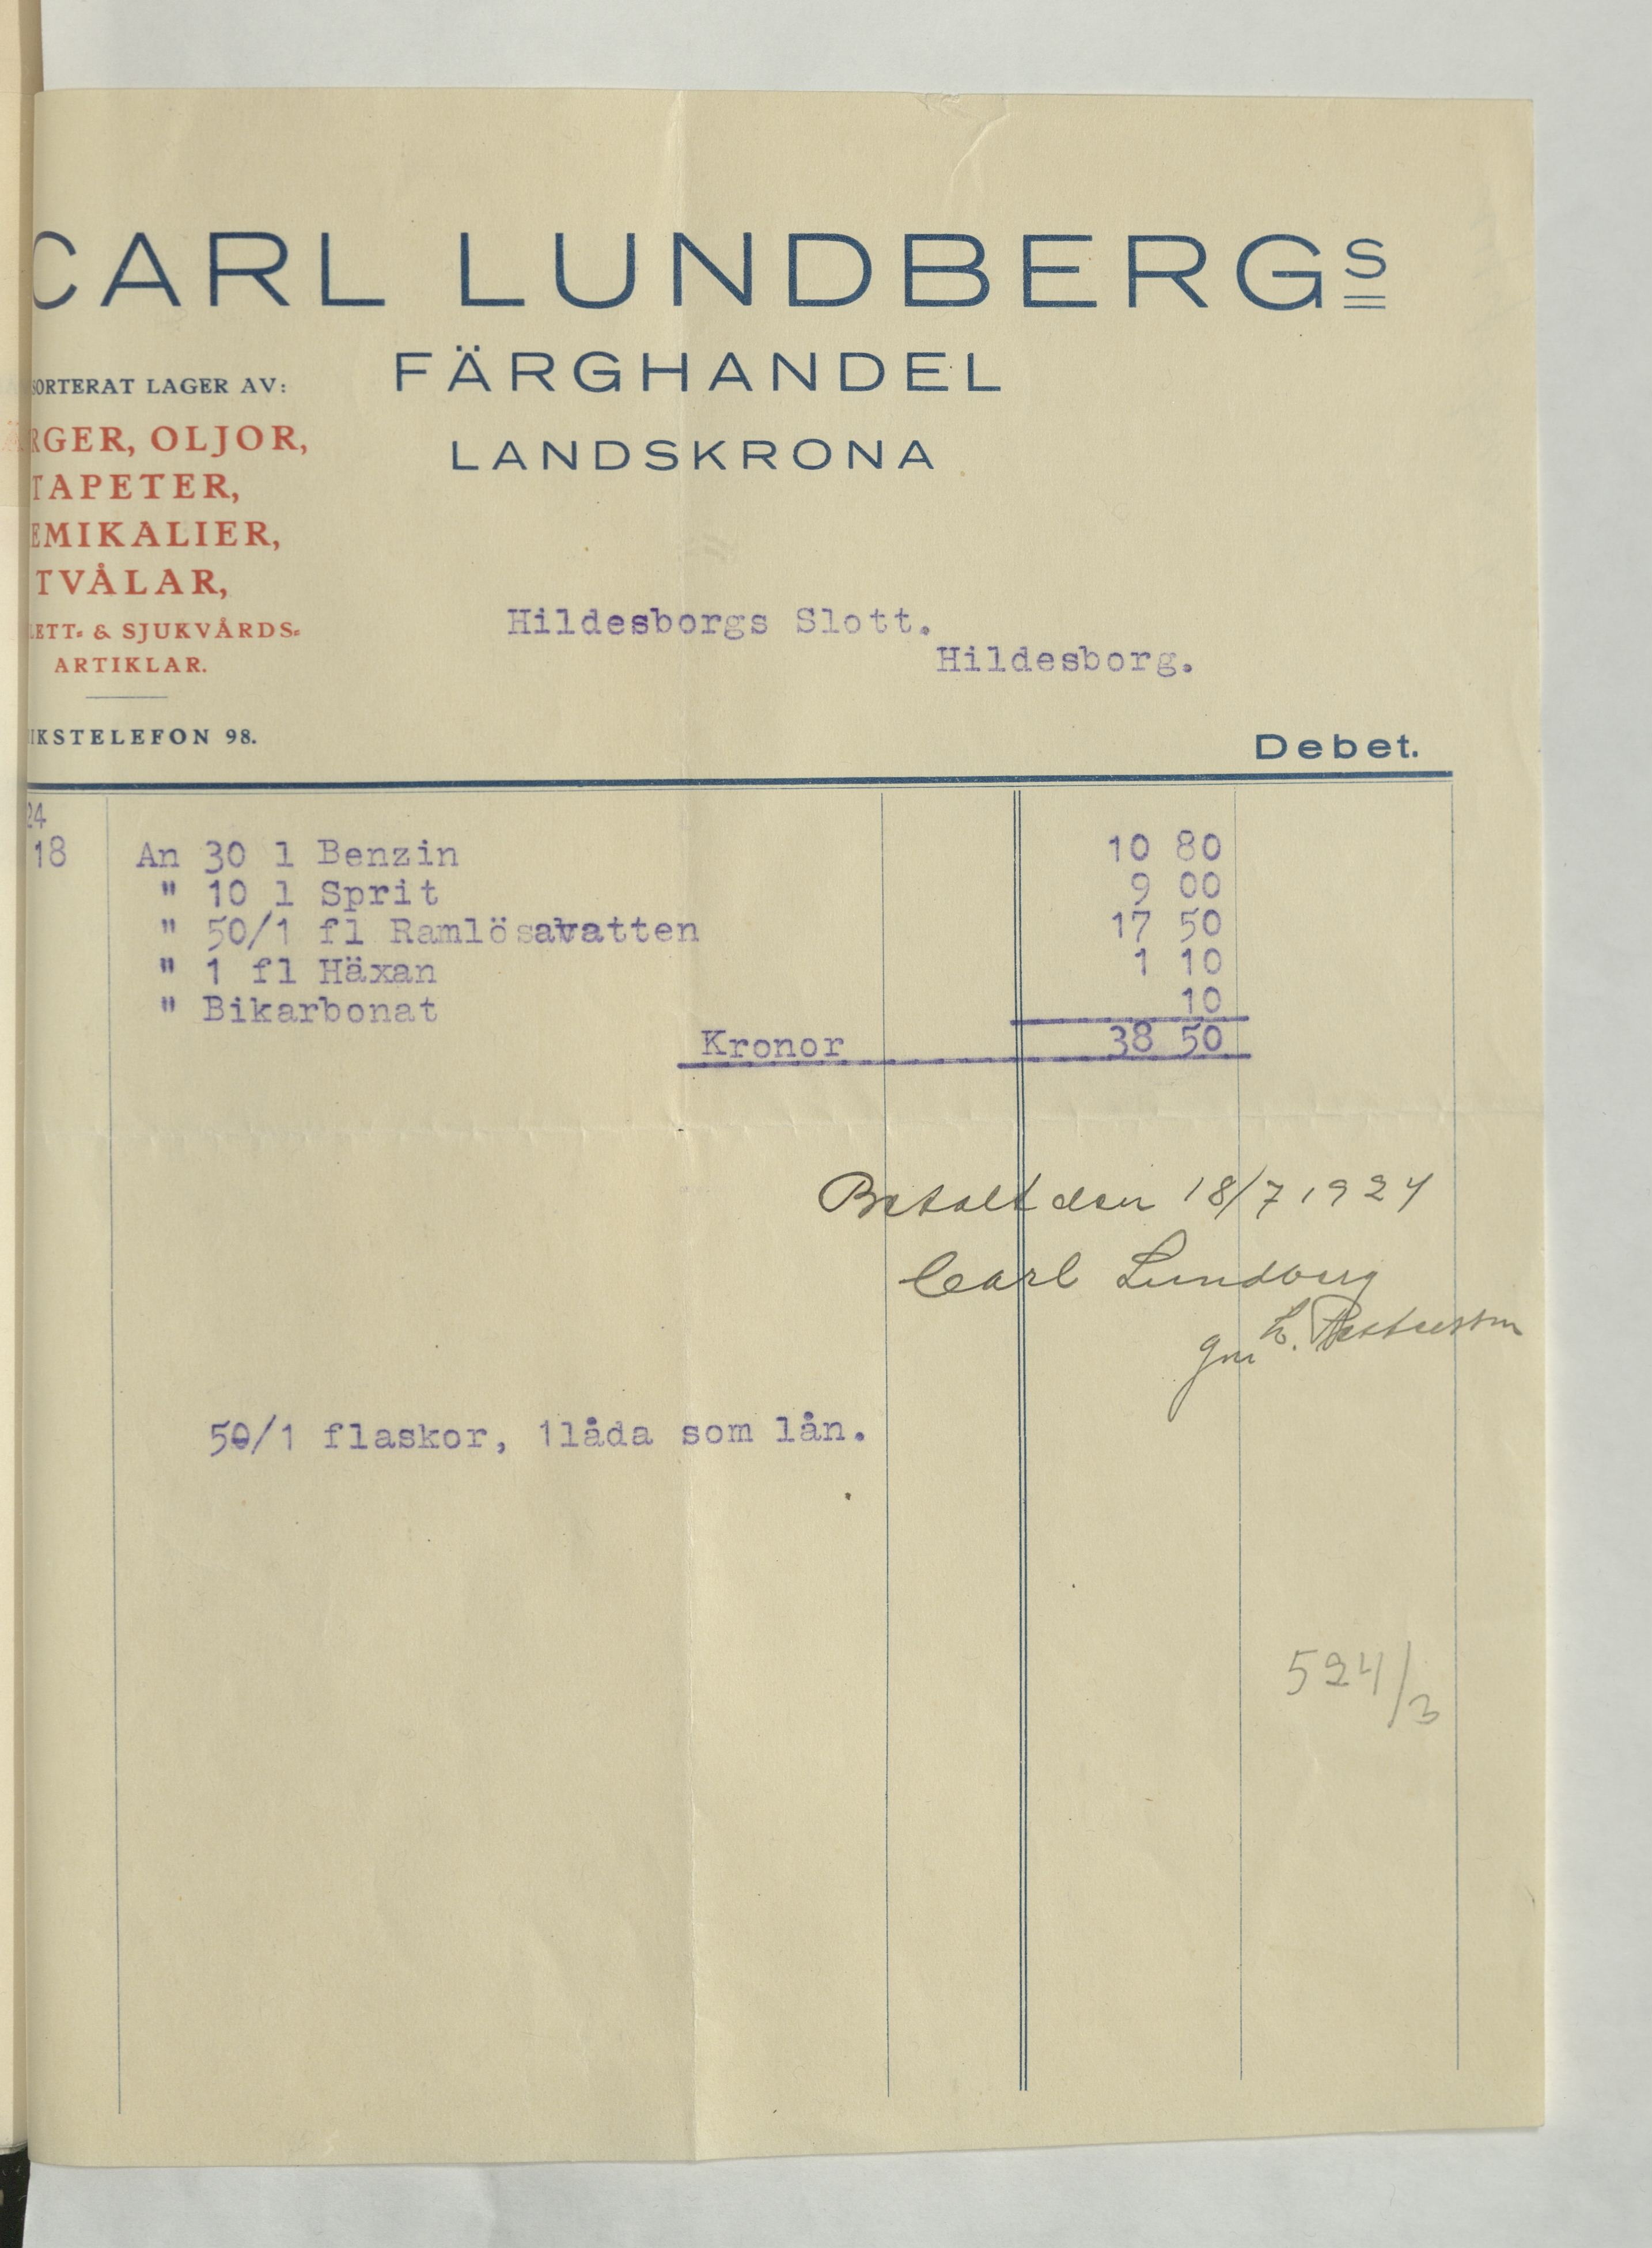 CARL LUNDBERGS
FÄRGHANDEL
LANDSKRONA
SORTERAT LAGER AV:
RGER, OLJOR,
TAPETER,
EMIKALIER,
TVÅLAR,
LETT- & SJUKVÅRDS-
ARTIKLAR.
IKSTELEFON 98.
Hildesborgs Slott.
Hildesborg.
Debet.
24
18 An 30 l Benzin 10 80
" 10 l Sprit 9 00
" 50/1 fl Ramlösavatten 17 50
" 1 fl Häxan 1 10
" Bikarbonat 10
Kronor 38 50
Betalt den 18/7 1924
Carl Lundberg
gm
50/1 flaskor, 1låda som lån.
524/3